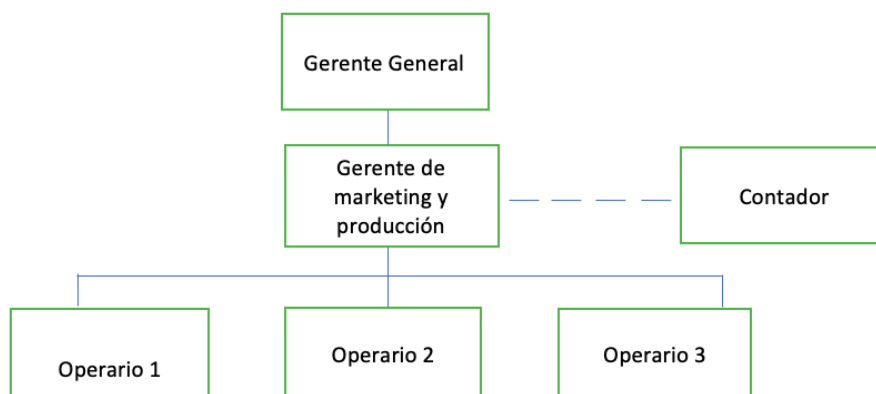 Gerente General
Gerente de
marketing y
producción
Contador
Operario 1
Operario 2
Operario 3